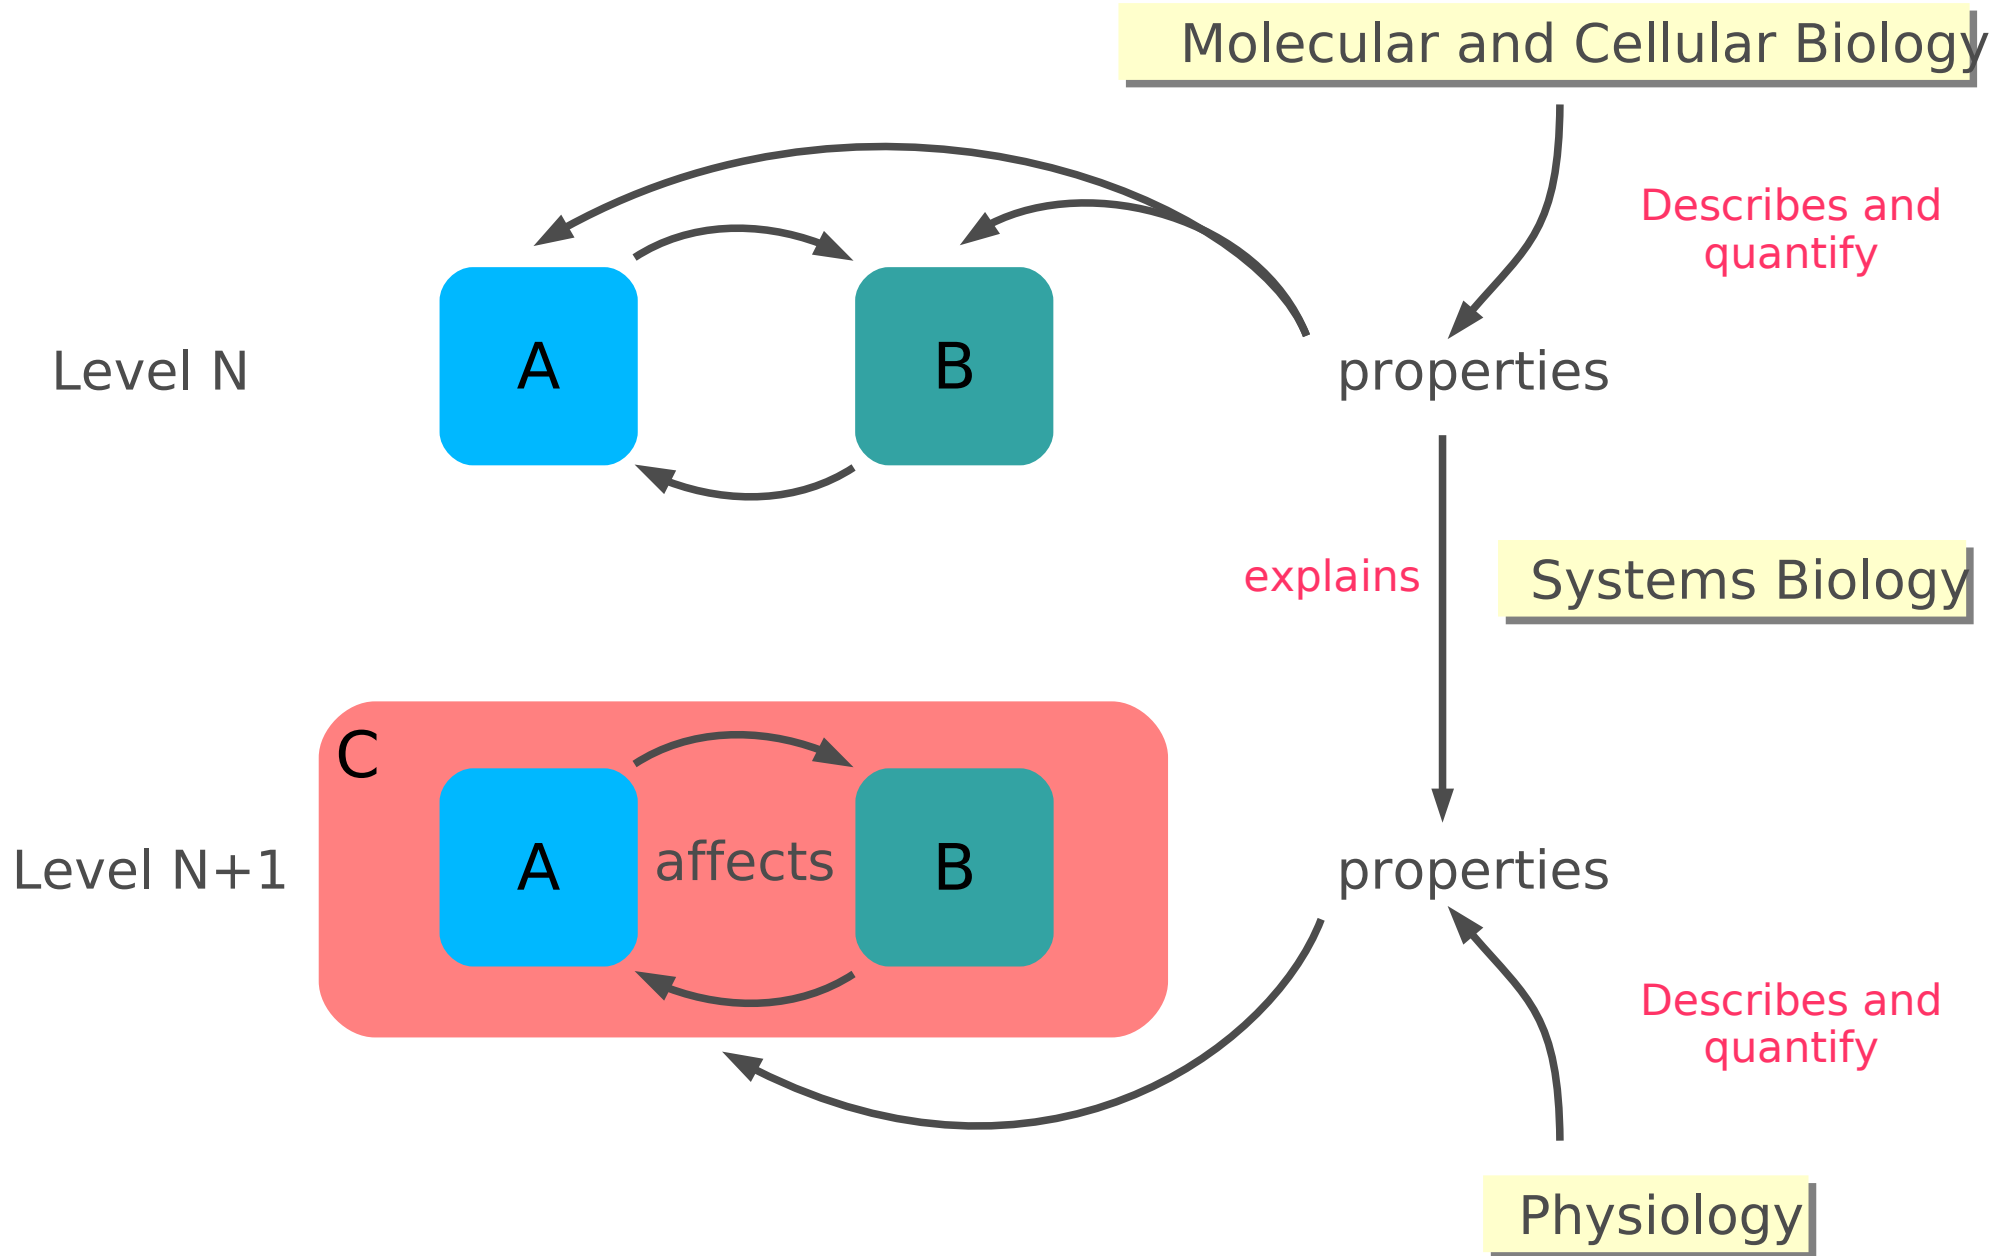 Molecular and Cellular Biology
Describes and
quantify
Level N
A
B
properties
explains
Systems Biology
C
Level N+1
A
affects
B
properties
Describes and
quantify
Physiology